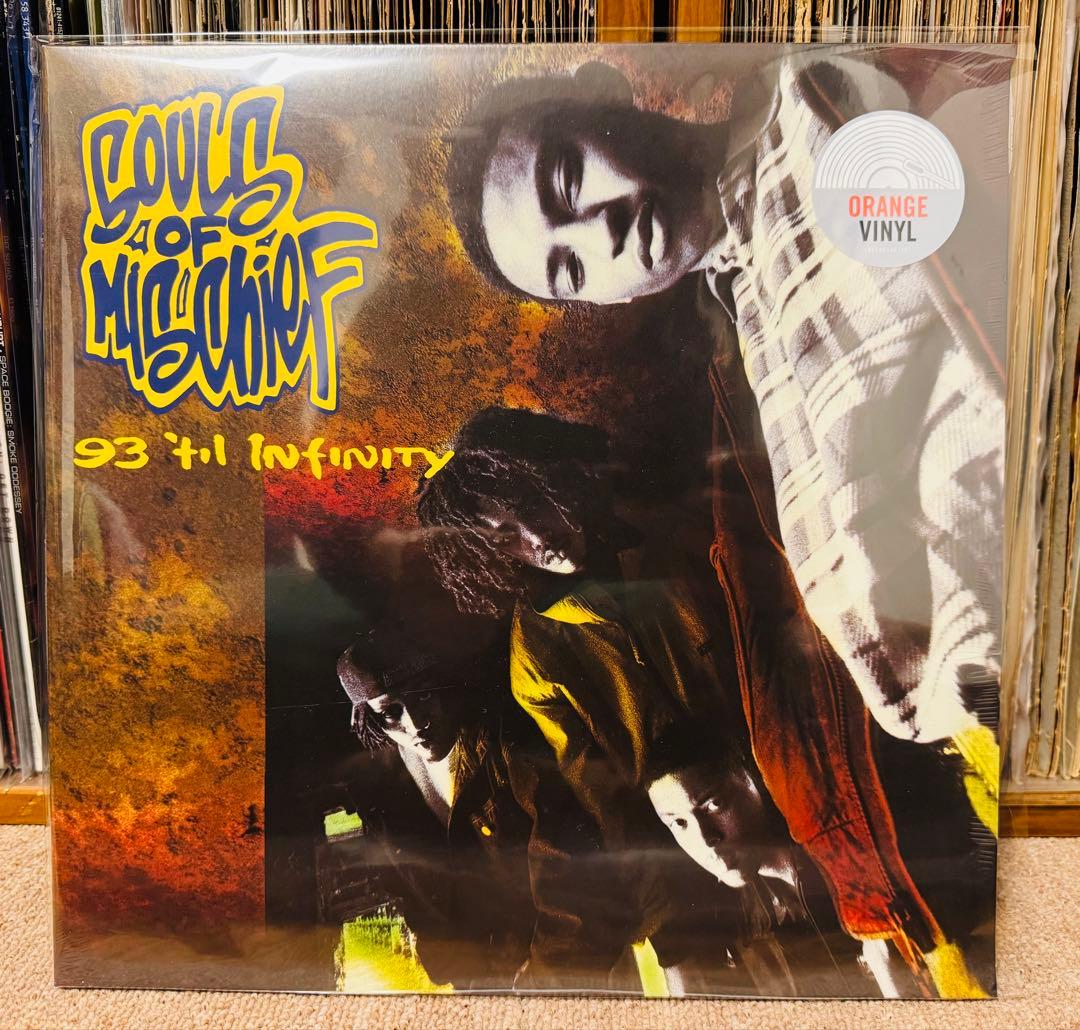 SOULS
OF
MISCHIEF
93 'til INFINITY
ORANGE
VINYL
SPACE BOOGIE: SMOKE ODDESSEY